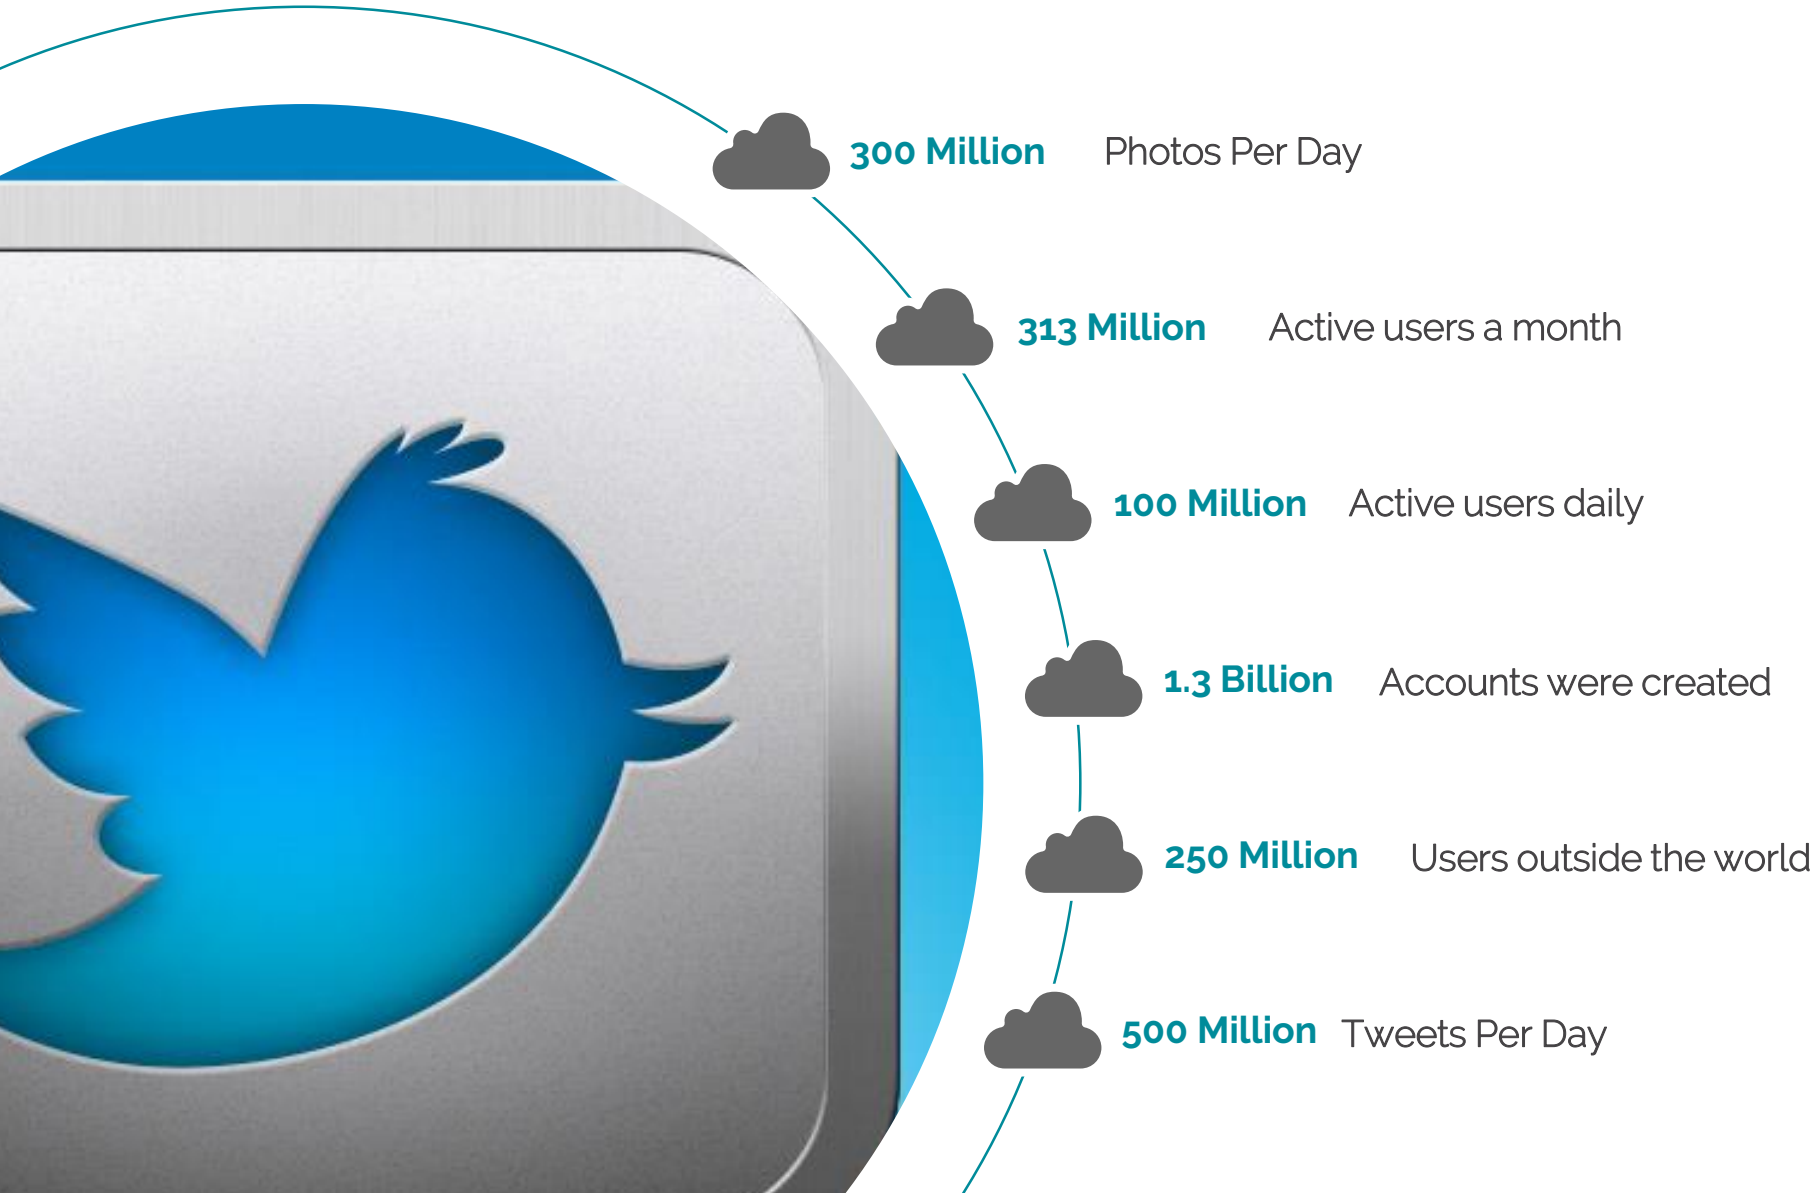 300 Million Photos Per Day
313 Million Active users a month
100 Million Active users daily
1.3 Billion Accounts were created
250 Million Users outside the world
500 Million Tweets Per Day